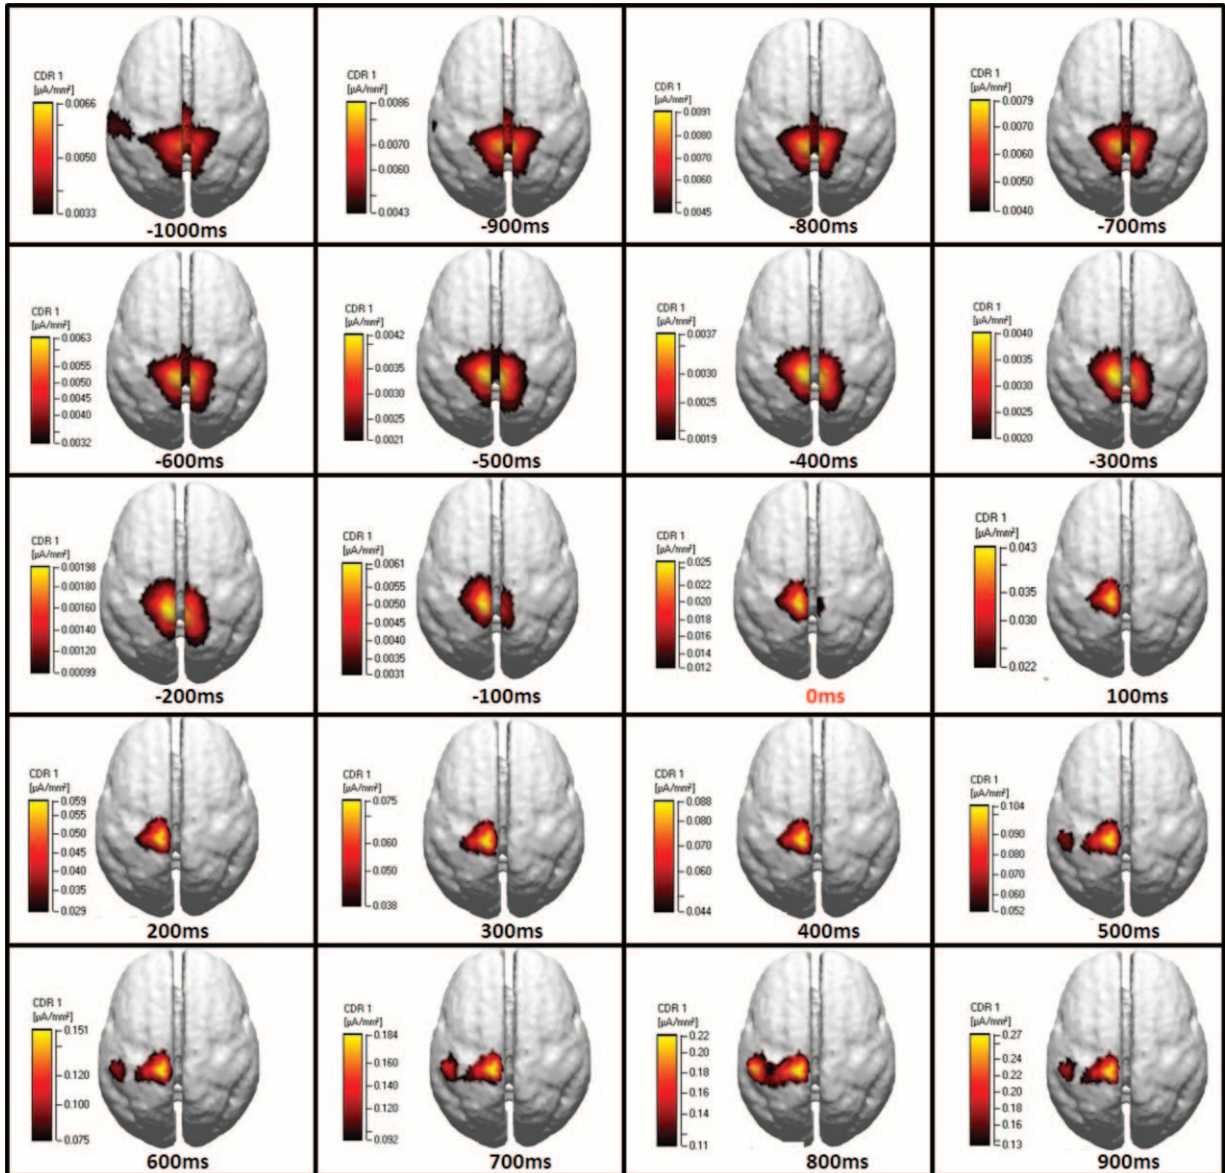 CDR 1
[µA/mm²]
0.0066
0.0050
0.0033
-1000ms
CDR 1
[µA/mm²]
0.0086
0.0070
0.0060
0.0043
-900ms
CDR 1
[µA/mm²]
0.0091
0.0080
0.0070
0.0060
0.0045
-800ms
CDR 1
[µA/mm²]
0.0079
0.0070
0.0060
0.0050
0.0040
-700ms
CDR 1
[µA/mm²]
0.0063
0.0055
0.0050
0.0045
0.0040
0.0032
-600ms
CDR 1
[µA/mm²]
0.0042
0.0035
0.0030
0.0025
0.0021
-500ms
CDR 1
[µA/mm²]
0.0037
0.0030
0.0025
0.0019
-400ms
CDR 1
[µA/mm²]
0.0040
0.0035
0.0030
0.0025
0.0020
-300ms
CDR 1
[µA/mm²]
0.00198
0.00180
0.00160
0.00140
0.00120
0.00099
-200ms
CDR 1
[µA/mm²]
0.0061
0.0055
0.0050
0.0045
0.0040
0.0035
0.0031
-100ms
CDR 1
[µA/mm²]
0.025
0.022
0.020
0.018
0.016
0.014
0.012
0ms
CDR 1
[µA/mm²]
0.043
0.035
0.030
0.022
100ms
CDR 1
[µA/mm²]
0.059
0.055
0.050
0.045
0.040
0.035
0.029
200ms
CDR 1
[µA/mm²]
0.075
0.060
0.050
0.038
300ms
CDR 1
[µA/mm²]
0.088
0.080
0.070
0.060
0.044
400ms
CDR 1
[µA/mm²]
0.104
0.090
0.080
0.070
0.060
0.052
500ms
CDR 1
[µA/mm²]
0.151
0.120
0.100
0.075
600ms
CDR 1
[µA/mm²]
0.184
0.160
0.140
0.120
0.092
700ms
CDR 1
[µA/mm²]
0.22
0.20
0.18
0.16
0.14
0.11
800ms
CDR 1
[µA/mm²]
0.27
0.24
0.22
0.20
0.18
0.16
0.13
900ms